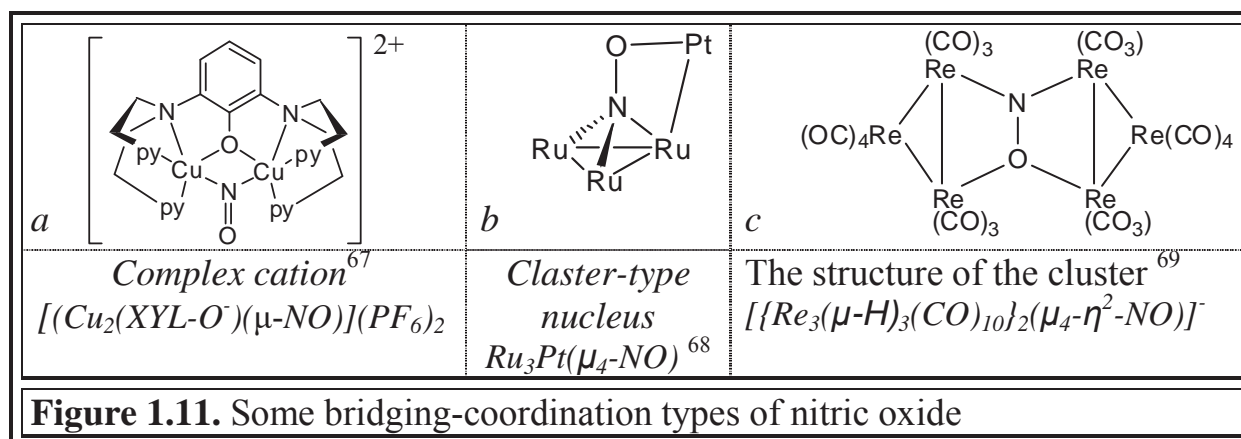 2+
N N
O
py Cu Cu py
N
py py
O
a
O Pt
N
Ru Ru
Ru
b
(CO)3 (CO3)
Re Re
N
(OC)4Re Re(CO)4
O
Re Re
(CO)3 (CO3)
c
Complex cation67
[(Cu2(XYL-O-)(μ-NO)](PF6)2
Claster-type
nucleus
Ru3Pt(μ4-NO) 68
The structure of the cluster 69
[{Re3(μ-H)3(CO)10}2(μ4-η2-NO)]-
Figure 1.11. Some bridging-coordination types of nitric oxide